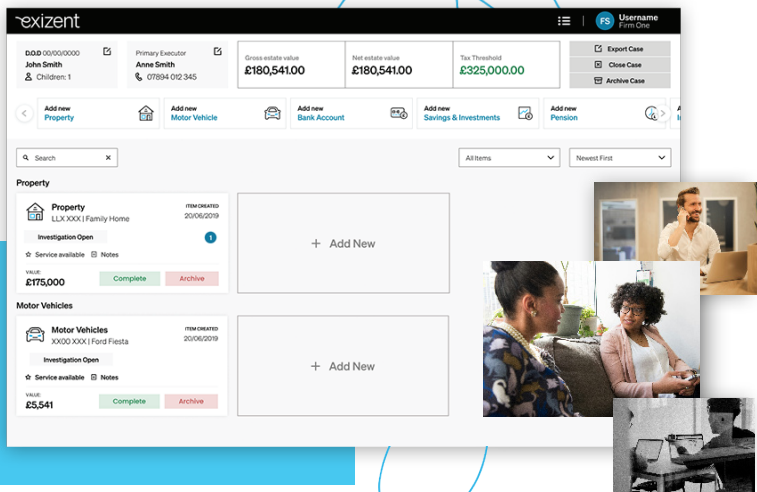 exizent
FS
Username
Firm One
D.O.D 00/00/0000
John Smith
Children: 1
Primary Executor
Anne Smith
07894 012 345
Gross estate value
£180,541.00
Net estate value
£180,541.00
Tax Threshold
£325,000.00
Export Case
Close Case
Archive Case
Add new
Property
Add new
Motor Vehicle
Add new
Bank Account
Add new
Savings & Investments
Add new
Pension
Search
All Items
Newest First
Property
Property
LLX XXX | Family Home
ITEM CREATED
20/06/2019
Investigation Open
1
Service available
Notes
VALUE:
£175,000
Complete
Archive
+ Add New
Motor Vehicles
Motor Vehicles
XX00 XXX | Ford Fiesta
ITEM CREATED
20/06/2019
Investigation Open
Service available
Notes
VALUE:
£5,541
Complete
Archive
+ Add New